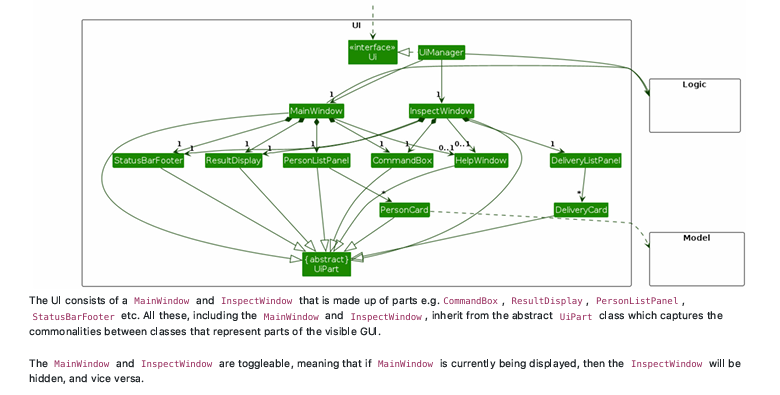 UI
«interface»
Ui
UiManager
Logic
1
1
MainWindow
InspectWindow
1
1
1
1
1
1
1
0..1
0..1
1
StatusBarFooter
ResultDisplay
PersonListPanel
CommandBox
HelpWindow
DeliveryListPanel
*
*
PersonCard
DeliveryCard
Model
{abstract}
UiPart
The UI consists of a MainWindow and InspectWindow that is made up of parts e.g. CommandBox , ResultDisplay , PersonListPanel ,
StatusBarFooter etc. All these, including the MainWindow and InspectWindow , inherit from the abstract UiPart class which captures the
commonalities between classes that represent parts of the visible GUI.
The MainWindow and InspectWindow are toggleable, meaning that if MainWindow is currently being displayed, then the InspectWindow will be
hidden, and vice versa.